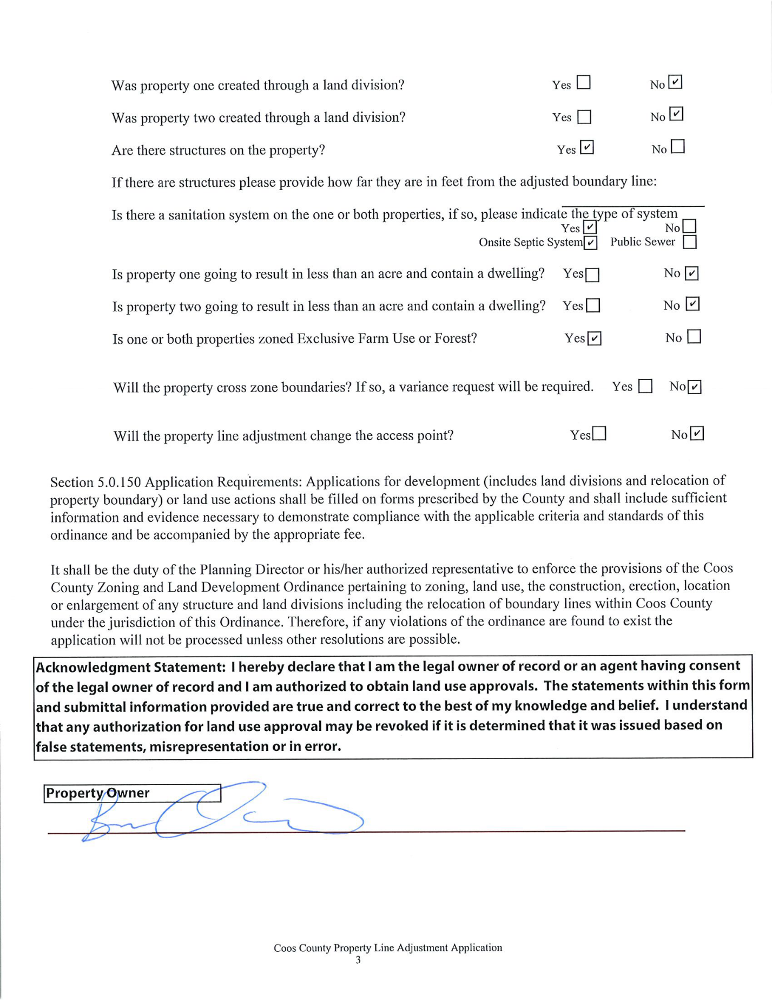 Was property one created through a land division? Yes ☐ No ☑
Was property two created through a land division? Yes ☐ No ☑
Are there structures on the property? Yes ☑ No ☐
If there are structures please provide how far they are in feet from the adjusted boundary line:
Is there a sanitation system on the one or both properties, if so, please indicate the type of system
Yes ☑ No ☐
Onsite Septic System ☑ Public Sewer ☐
Is property one going to result in less than an acre and contain a dwelling? Yes ☐ No ☑
Is property two going to result in less than an acre and contain a dwelling? Yes ☐ No ☑
Is one or both properties zoned Exclusive Farm Use or Forest? Yes ☑ No ☐
Will the property cross zone boundaries? If so, a variance request will be required. Yes ☐ No ☑
Will the property line adjustment change the access point? Yes ☐ No ☑
Section 5.0.150 Application Requirements: Applications for development (includes land divisions and relocation of
property boundary) or land use actions shall be filled on forms prescribed by the County and shall include sufficient
information and evidence necessary to demonstrate compliance with the applicable criteria and standards of this
ordinance and be accompanied by the appropriate fee.
It shall be the duty of the Planning Director or his/her authorized representative to enforce the provisions of the Coos
County Zoning and Land Development Ordinance pertaining to zoning, land use, the construction, erection, location
or enlargement of any structure and land divisions including the relocation of boundary lines within Coos County
under the jurisdiction of this Ordinance. Therefore, if any violations of the ordinance are found to exist the
application will not be processed unless other resolutions are possible.
Acknowledgment Statement: I hereby declare that I am the legal owner of record or an agent having consent
of the legal owner of record and I am authorized to obtain land use approvals. The statements within this form
and submittal information provided are true and correct to the best of my knowledge and belief. I understand
that any authorization for land use approval may be revoked if it is determined that it was issued based on
false statements, misrepresentation or in error.
Property Owner
Coos County Property Line Adjustment Application
3